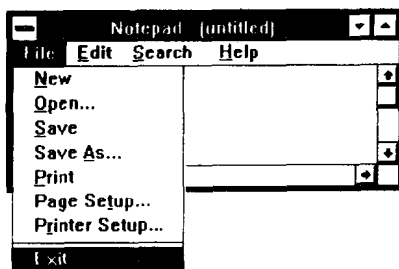 Notepad - (untitled)
File Edit Search Help
New
Open...
Save
Save As...
Print
Page Setup...
Printer Setup...
Exit